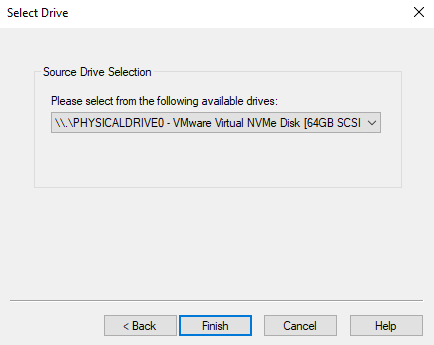 Select Drive
Source Drive Selection
Please select from the following available drives:
\\.\PHYSICALDRIVE0 - VMware Virtual NVMe Disk [64GB SCSI
< Back
Finish
Cancel
Help